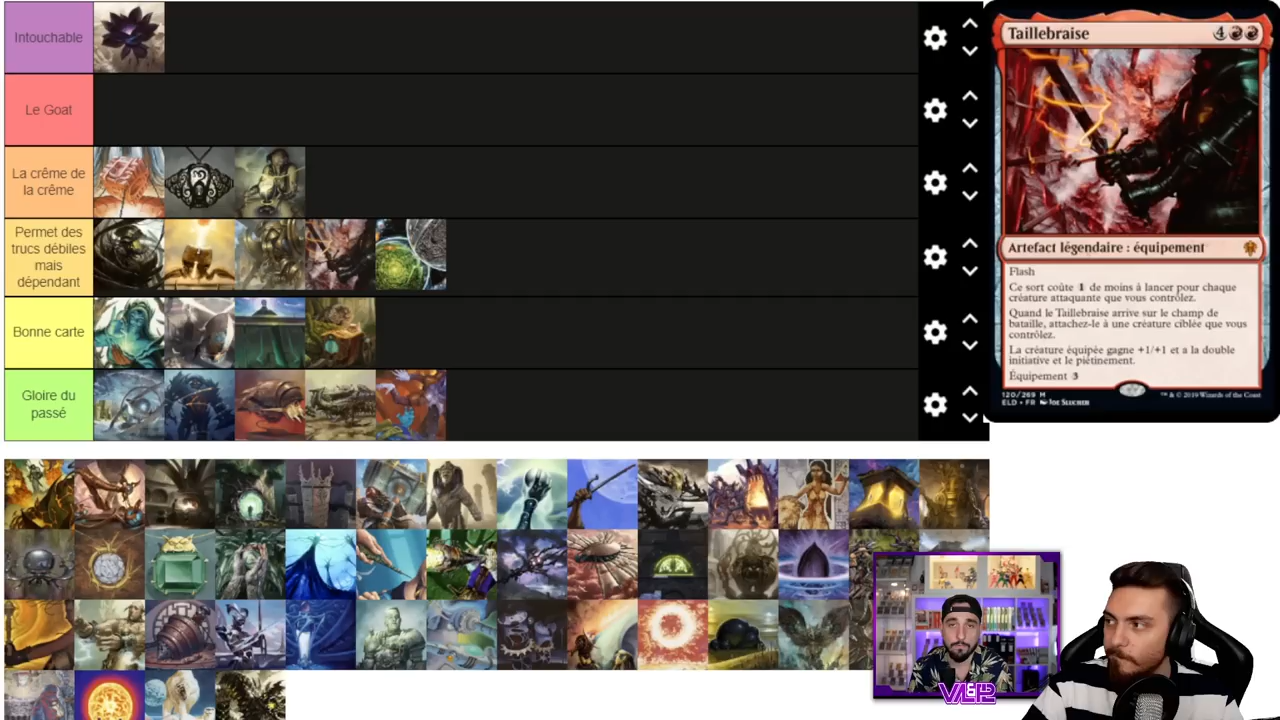 Intouchable
Le Goat
La crême de
la crême
Permet des
trucs débiles
mais
dépendant
Bonne carte
Gloire du
passé
Taillebraise 4
Artefact légendaire : équipement
Flash
Ce sort coûte 1 de moins à lancer pour chaque
créature attaquante que vous contrôlez.
Quand le Taillebraise arrive sur le champ de
bataille, attachez-le à une créature ciblée que vous
contrôlez.
La créature équipée gagne +1/+1 et a la double
initiative et le piétinement.
Équipement 3
120/269 M
ELD • FR Joe Slucher
™ & © 2019 Wizards of the Coast